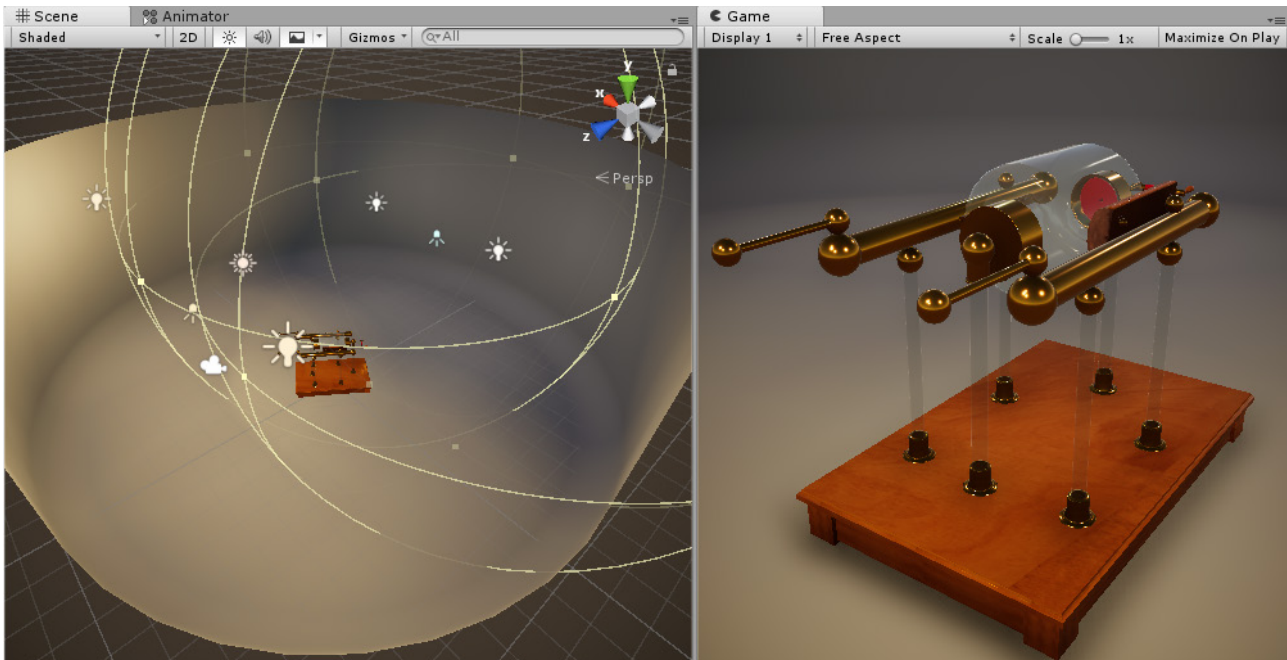 Scene Animator
Shaded 2D Gizmos All
y
x
z
Persp
Game
Display 1 Free Aspect Scale 1x Maximize On Play